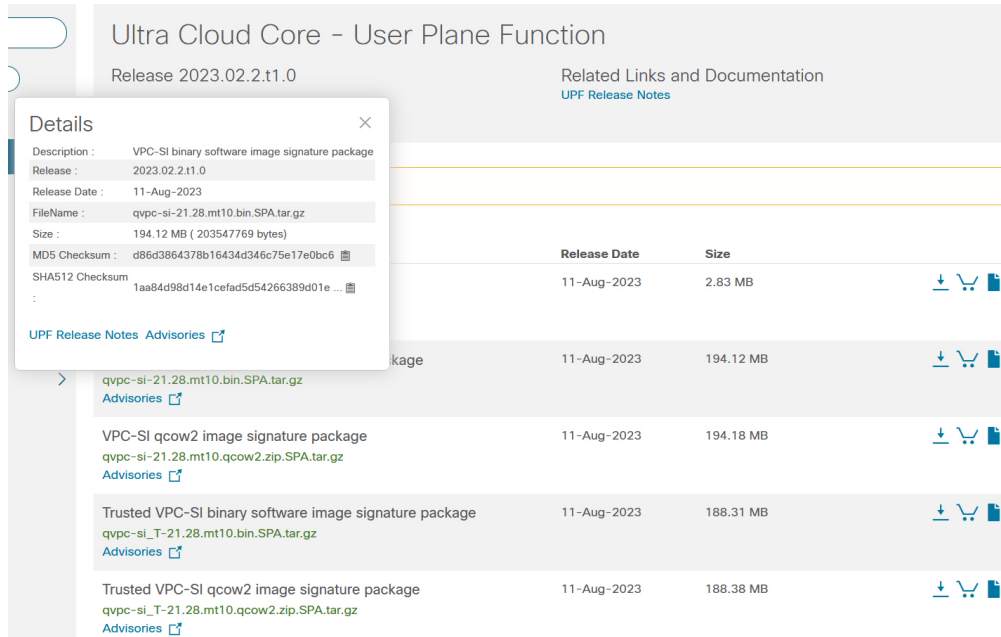 Ultra Cloud Core - User Plane Function
Release 2023.02.2.t1.0
Related Links and Documentation
UPF Release Notes
Details
Description : VPC-SI binary software image signature package
Release : 2023.02.2.t1.0
Release Date : 11-Aug-2023
FileName : qvpc-si-21.28.mt10.bin.SPA.tar.gz
Size : 194.12 MB ( 203547769 bytes)
MD5 Checksum : d86d3864378b16434d346c75e17e0bc6
SHA512 Checksum : 1aa84d98d14e1cefad5d54266389d01e ...
UPF Release Notes Advisories
Release Date Size
11-Aug-2023 2.83 MB
kage 11-Aug-2023 194.12 MB
qvpc-si-21.28.mt10.bin.SPA.tar.gz
Advisories
VPC-SI qcow2 image signature package 11-Aug-2023 194.18 MB
qvpc-si-21.28.mt10.qcow2.zip.SPA.tar.gz
Advisories
Trusted VPC-SI binary software image signature package 11-Aug-2023 188.31 MB
qvpc-si_T-21.28.mt10.bin.SPA.tar.gz
Advisories
Trusted VPC-SI qcow2 image signature package 11-Aug-2023 188.38 MB
qvpc-si_T-21.28.mt10.qcow2.zip.SPA.tar.gz
Advisories